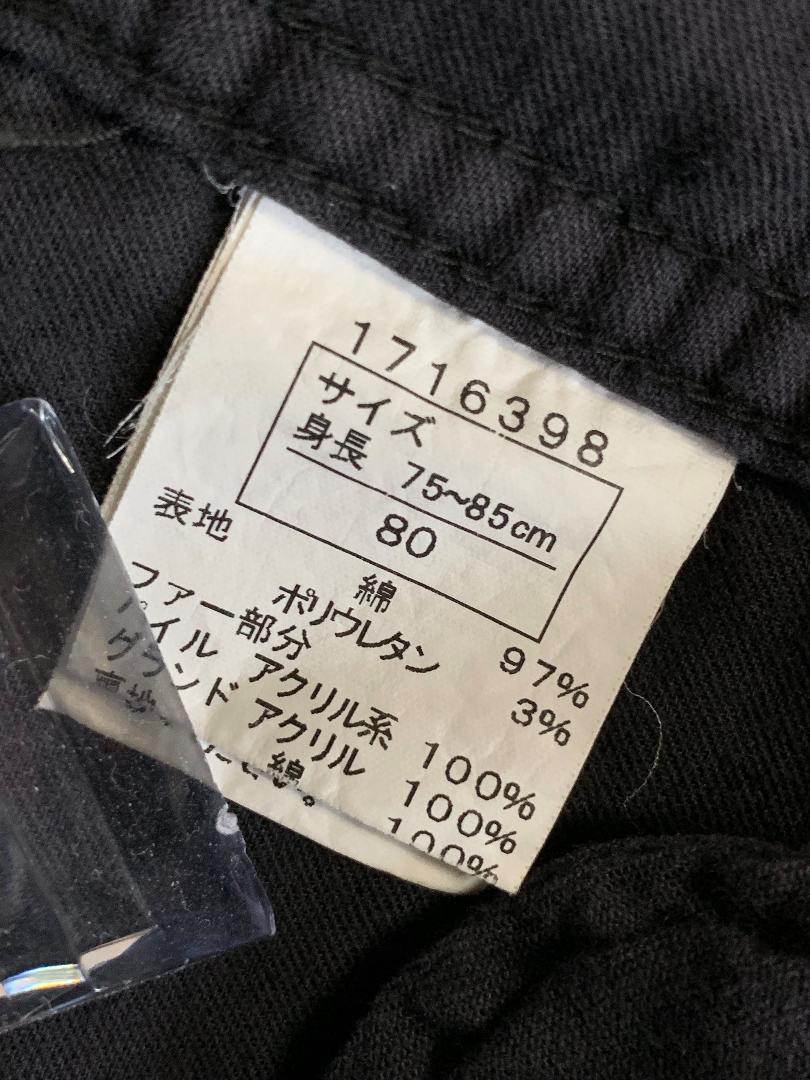 1716398
サイズ
身長 75~85cm
80
表地 綿 97%
ポリウレタン 3%
ファー部分
パイル アクリル系 100%
グランド アクリル 100%
綿 100%